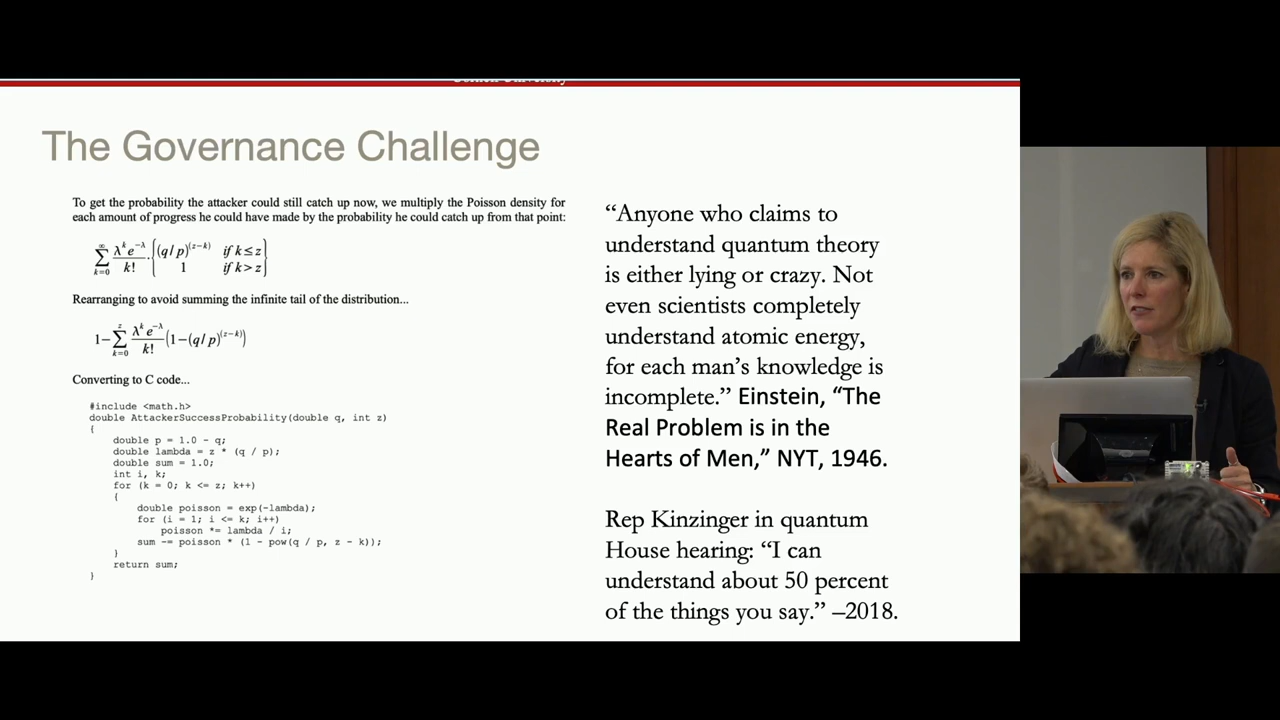 The Governance Challenge
To get the probability the attacker could still catch up now, we multiply the Poisson density for
each amount of progress he could have made by the probability he could catch up from that point:
∑_{k=0}^{∞} λ^k e^{−λ} / k! · { (q/p)^{(z−k)} if k≤z
1 if k>z }
Rearranging to avoid summing the infinite tail of the distribution...
1−∑_{k=0}^{z} λ^k e^{−λ} / k! (1−(q/p)^{(z−k)})
Converting to C code...
#include <math.h>
double AttackerSuccessProbability(double q, int z)
{
double p = 1.0 - q;
double lambda = z * (q / p);
double sum = 1.0;
int i, k;
for (k = 0; k <= z; k++)
{
double poisson = exp(-lambda);
for (i = 1; i <= k; i++)
poisson *= lambda / i;
sum -= poisson * (1 - pow(q / p, z - k));
}
return sum;
}
“Anyone who claims to
understand quantum theory
is either lying or crazy. Not
even scientists completely
understand atomic energy,
for each man’s knowledge is
incomplete.” Einstein, “The
Real Problem is in the
Hearts of Men,” NYT, 1946.
Rep Kinzinger in quantum
House hearing: “I can
understand about 50 percent
of the things you say.” –2018.